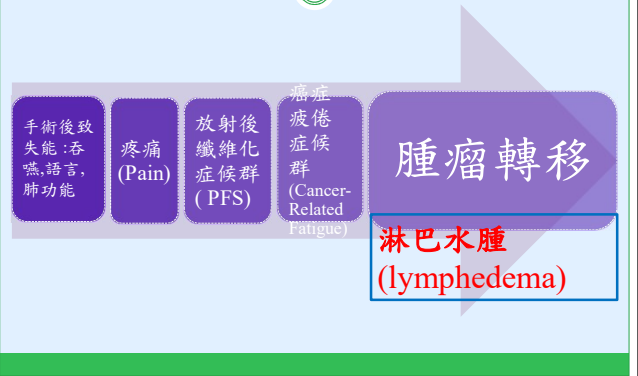 手術後致
失能:吞
嚥,語言,
肺功能
疼痛
(Pain)
放射後
纖維化
症候群
( PFS)
癌症
疲倦
症候
群
(Cancer-
Related
Fatigue)
腫瘤轉移
淋巴水腫
(lymphedema)